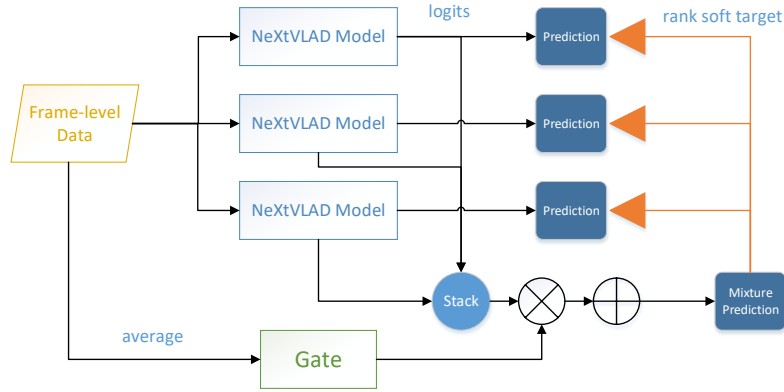 logits
rank soft target
NeXtVLAD Model
Prediction
Frame-level
Data
NeXtVLAD Model
Prediction
NeXtVLAD Model
Prediction
Stack
Mixture
Prediction
average
Gate